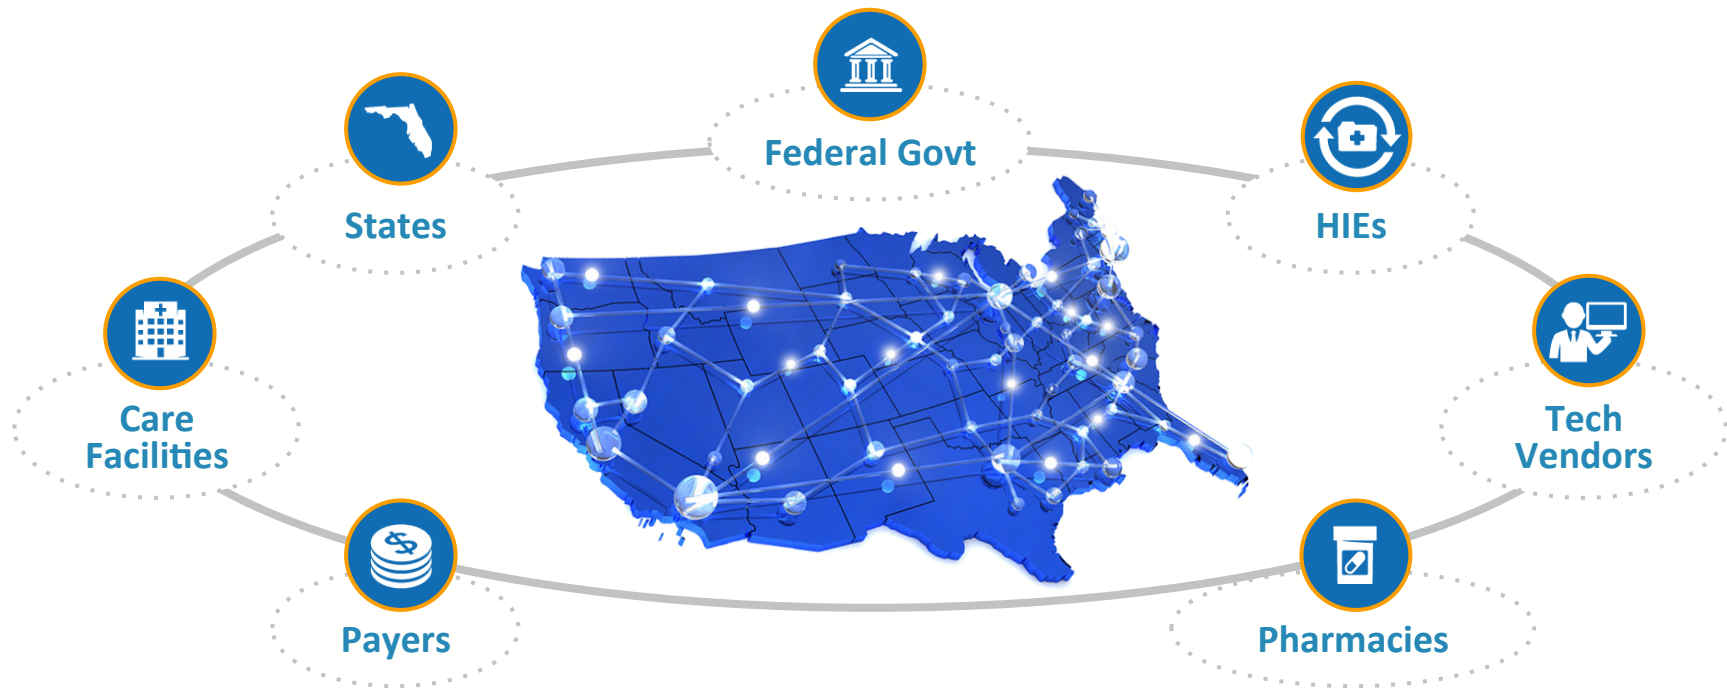 Federal Govt
States
HIEs
Care
Facilities
Tech
Vendors
Payers
Pharmacies